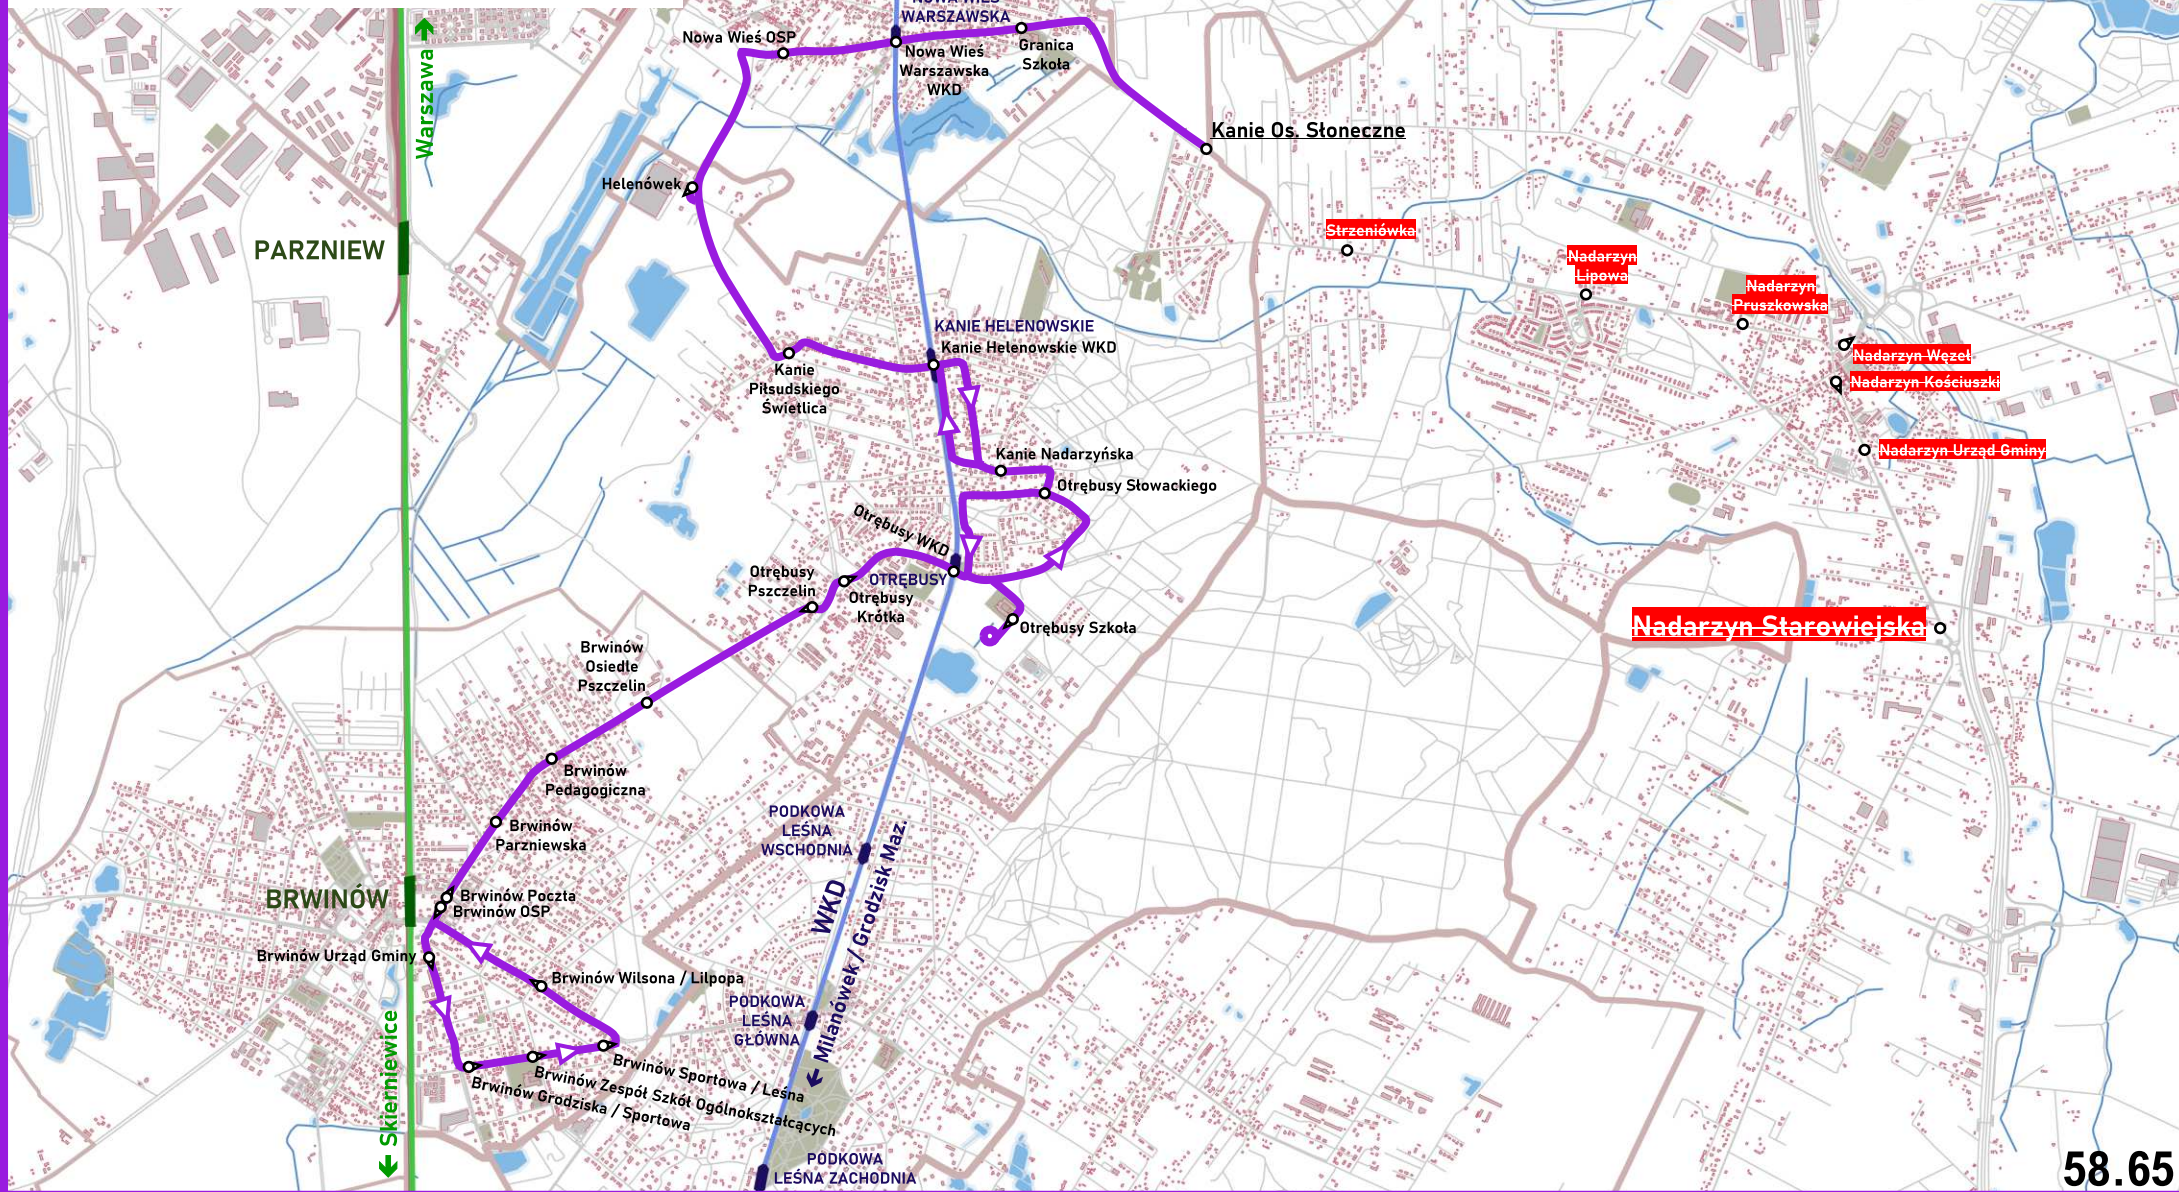 NOWA WIEŚ
WARSZAWSKA
Nowa Wieś OSP
Nowa Wieś
Warszawska
WKD
Granica
Szkoła
Warszawa
Kanie Os. Słoneczne
Helenówek
PARZNIEW
Strzeniówka
Nadarzyn
Lipowa
Nadarzyn
Pruszkowska
Nadarzyn Węzeł
Nadarzyn Kościuszki
Nadarzyn Urząd Gminy
KANIE HELENOWSKIE
Kanie Helenowskie WKD
Kanie
Piłsudskiego
Świetlica
Kanie Nadarzyńska
Otrębusy Słowackiego
Otrębusy WKD
OTRĘBUSY
Otrębusy
Pszczelin
Otrębusy
Krótka
Otrębusy Szkoła
Nadarzyn Starowiejska
Brwinów
Osiedle
Pszczelin
Brwinów
Pedagogiczna
Brwinów
Parzniewska
PODKOWA
LEŚNA
WSCHODNIA
BRWINÓW
Brwinów Poczta
Brwinów OSP
WKD
Milanówek / Grodzisk Maz.
Brwinów Urząd Gminy
Brwinów Wilsona / Lilpopa
PODKOWA
LEŚNA
GŁÓWNA
Skierniewice
Brwinów Sportowa / Leśna
Brwinów Zespół Szkół Ogólnokształcących
Brwinów Grodziska / Sportowa
PODKOWA
LEŚNA ZACHODNIA
58.65